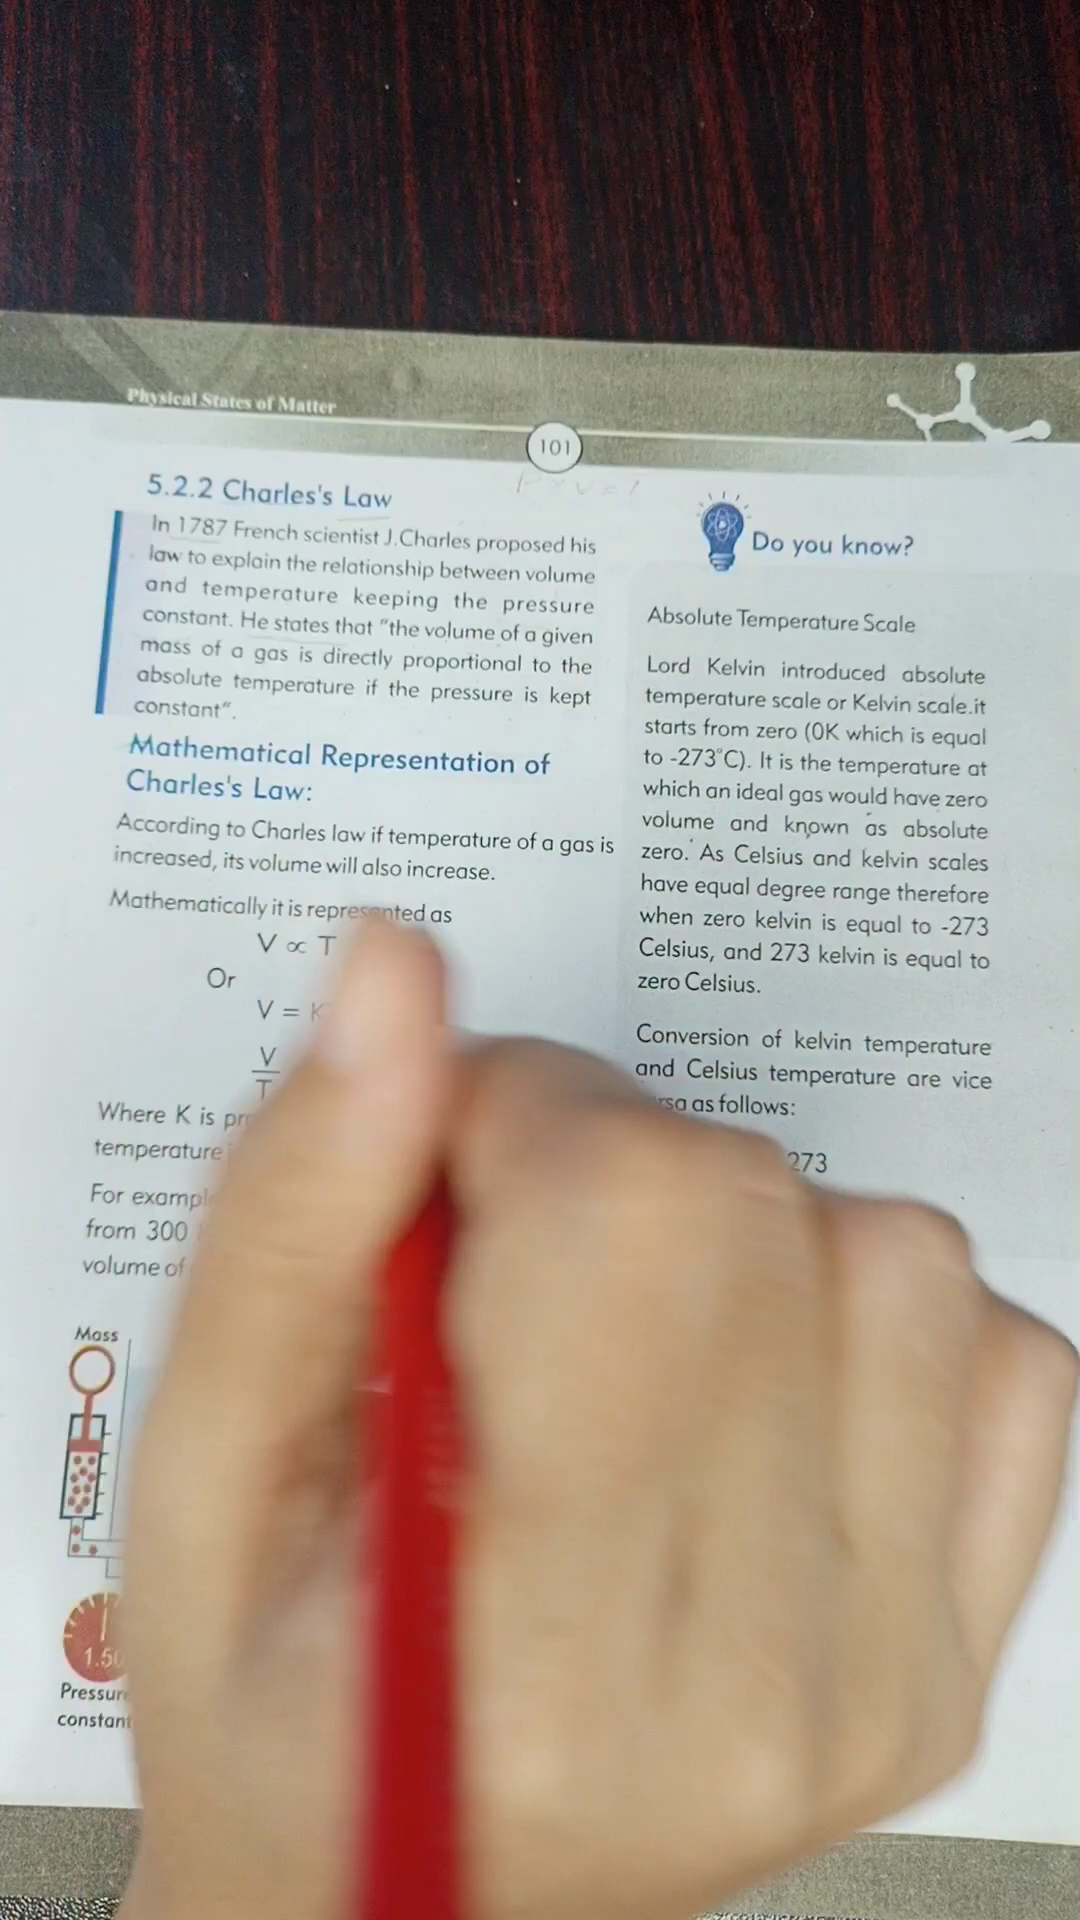 Physical States of Matter
101
5.2.2 Charles's Law
In 1787 French scientist J.Charles proposed his
law to explain the relationship between volume
and temperature keeping the pressure
constant. He states that "the volume of a given
mass of a gas is directly proportional to the
absolute temperature if the pressure is kept
constant".
Mathematical Representation of
Charles's Law:
According to Charles law if temperature of a gas is
increased, its volume will also increase.
Mathematically it is represented as
V ∝ T
Or
V = K
V
T
Where K is
temperature
For
from 300
volume of
Mass
1.50
Pressure
constant
Do you know?
Absolute Temperature Scale
Lord Kelvin introduced absolute
temperature scale or Kelvin scale.it
starts from zero (0K which is equal
to -273°C). It is the temperature at
which an ideal gas would have zero
volume and known as absolute
zero. As Celsius and kelvin scales
have equal degree range therefore
when zero kelvin is equal to -273
Celsius, and 273 kelvin is equal to
zero Celsius.
Conversion of kelvin temperature
and Celsius temperature are vice
as follows:
273